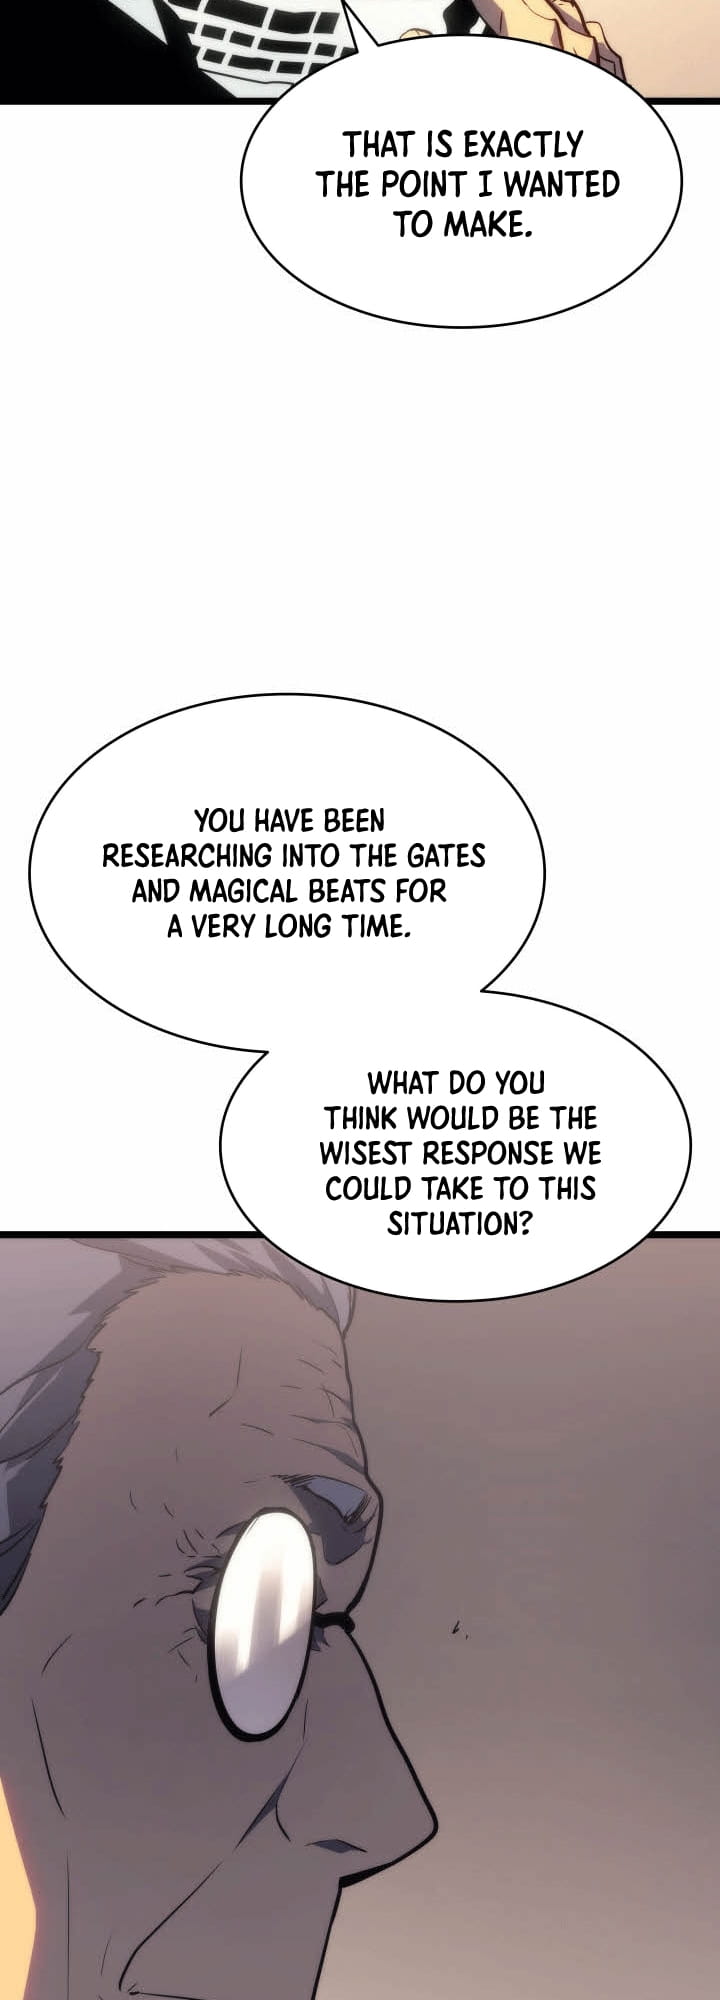 THAT IS EXACTLY
THE POINT I WANTED
TO MAKE.
YOU HAVE BEEN
RESEARCHING INTO THE GATES
AND MAGICAL BEATS FOR
A VERY LONG TIME.
WHAT DO YOU
THINK WOULD BE THE
WISEST RESPONSE WE
COULD TAKE TO THIS
SITUATION?